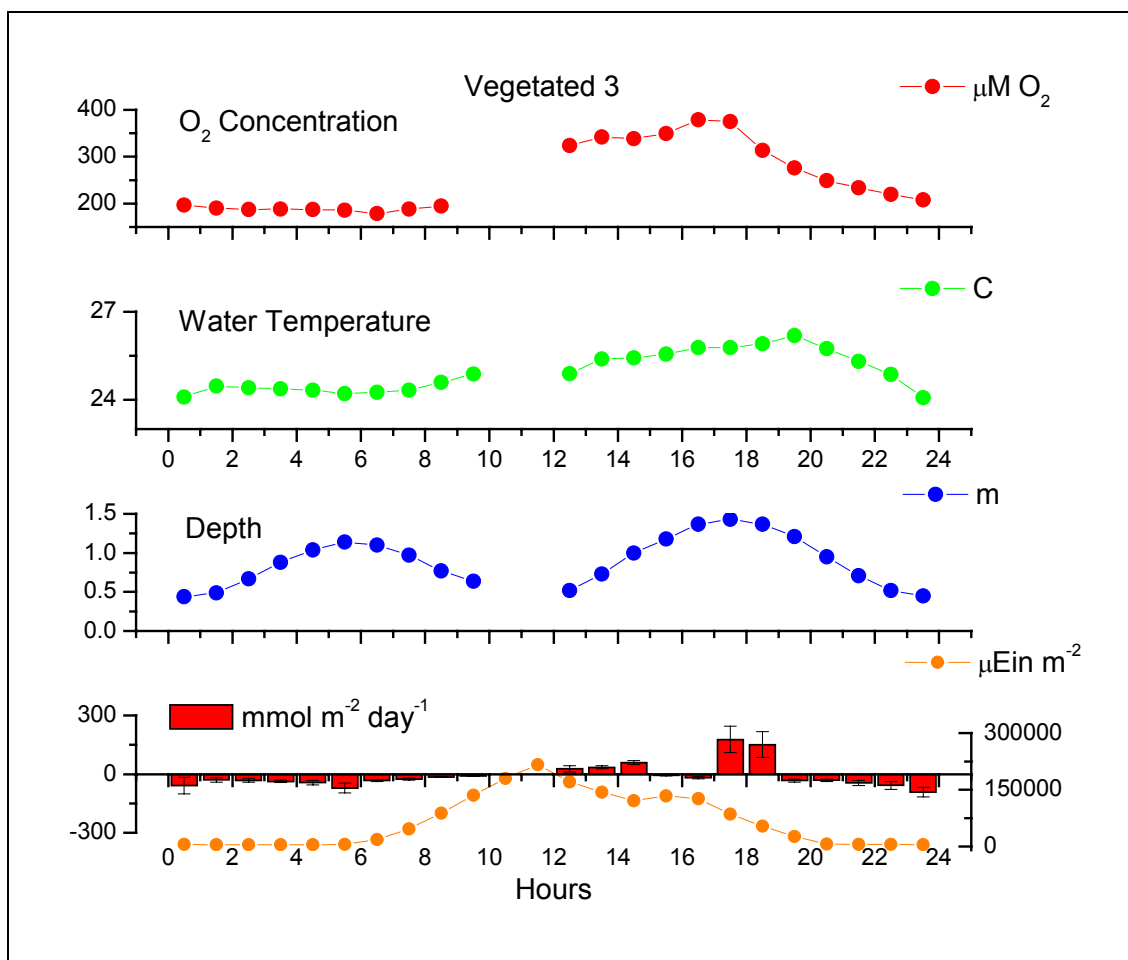 Vegetated 3
μM O₂
O₂ Concentration
400
300
200
C
Water Temperature
27
24
0 2 4 6 8 10 12 14 16 18 20 22 24
m
Depth
1.5
1.0
0.5
0.0
μEin m⁻²
mmol m⁻² day⁻¹
300
0
-300
300000
150000
0
0 2 4 6 8 10 12 14 16 18 20 22 24
Hours